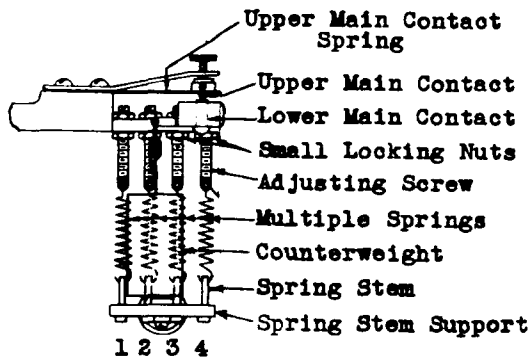 Upper Main Contact
Spring
Upper Main Contact
Lower Main Contact
Small Locking Nuts
Adjusting Screw
Multiple Springs
Counterweight
Spring Stem
Spring Stem Support
1 2 3 4